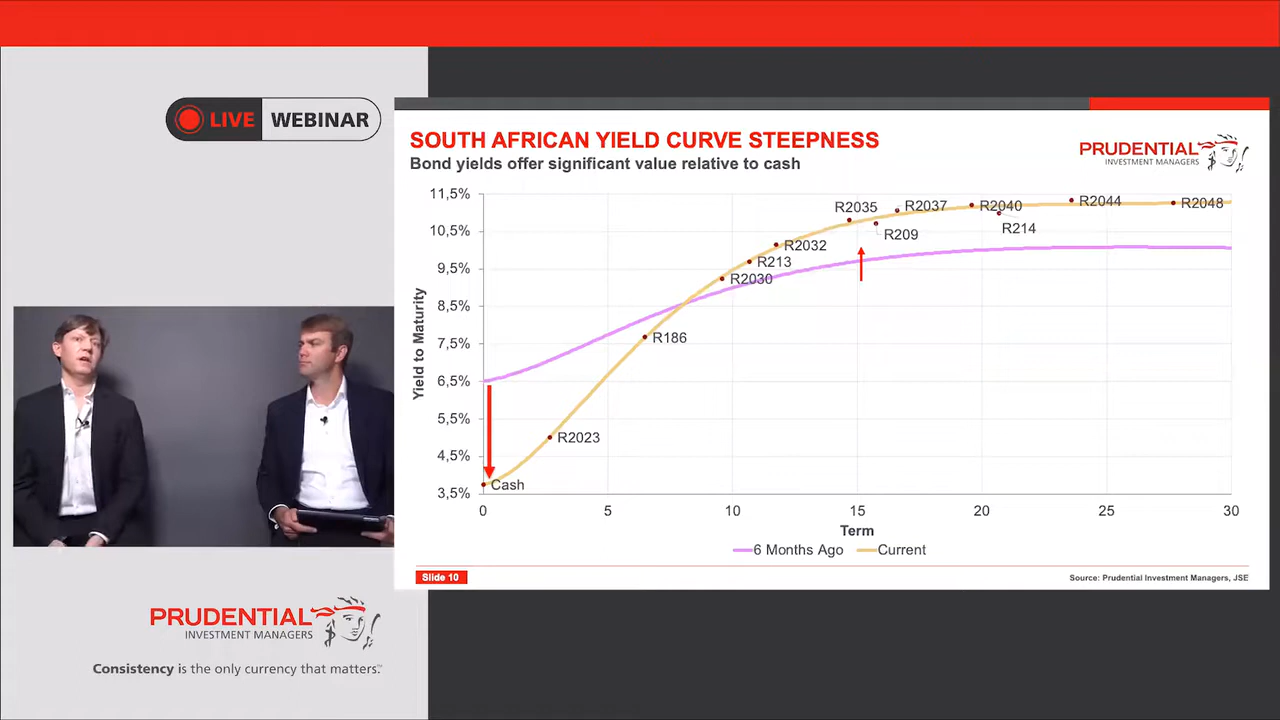 LIVE WEBINAR
SOUTH AFRICAN YIELD CURVE STEEPNESS
Bond yields offer significant value relative to cash
PRUDENTIAL
INVESTMENT MANAGERS
Yield to Maturity
11,5%
10,5%
9,5%
8,5%
7,5%
6,5%
5,5%
4,5%
3,5%
Cash
R2023
R186
R2030
R213
R2032
R2035
R209
R2037
R2040
R214
R2044
R2048
0 5 10 15 20 25 30
Term
6 Months Ago Current
Slide 10
Source: Prudential Investment Managers, JSE
PRUDENTIAL
INVESTMENT MANAGERS
Consistency is the only currency that matters.™